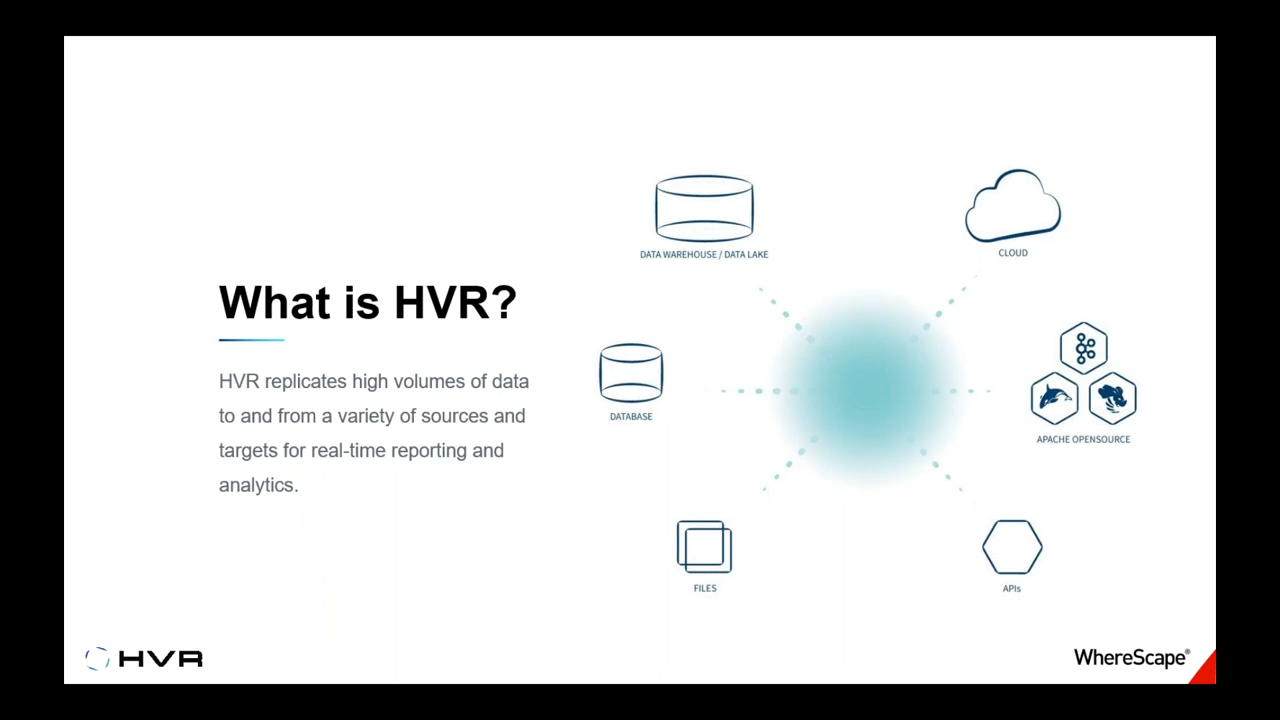 What is HVR?
HVR replicates high volumes of data
to and from a variety of sources and
targets for real-time reporting and
analytics.
DATA WAREHOUSE / DATA LAKE
CLOUD
DATABASE
APACHE OPENSOURCE
FILES
APIs
HVR
WhereScape®